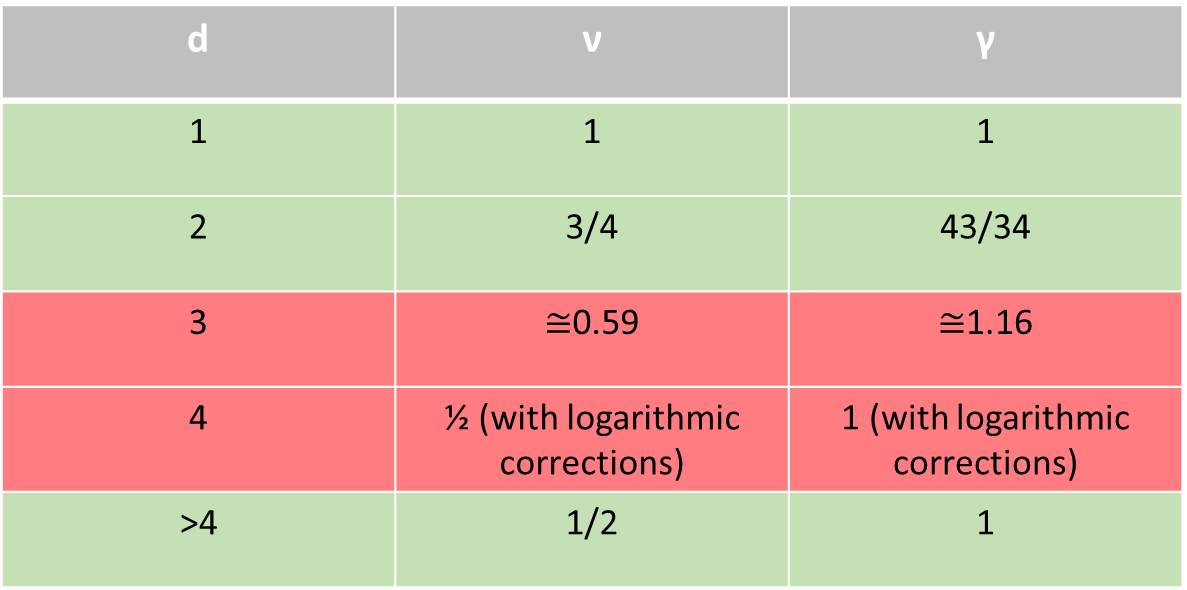 d ν γ
1 1 1
2 3/4 43/34
3 ≅0.59 ≅1.16
4 ½ (with logarithmic corrections) 1 (with logarithmic corrections)
>4 1/2 1